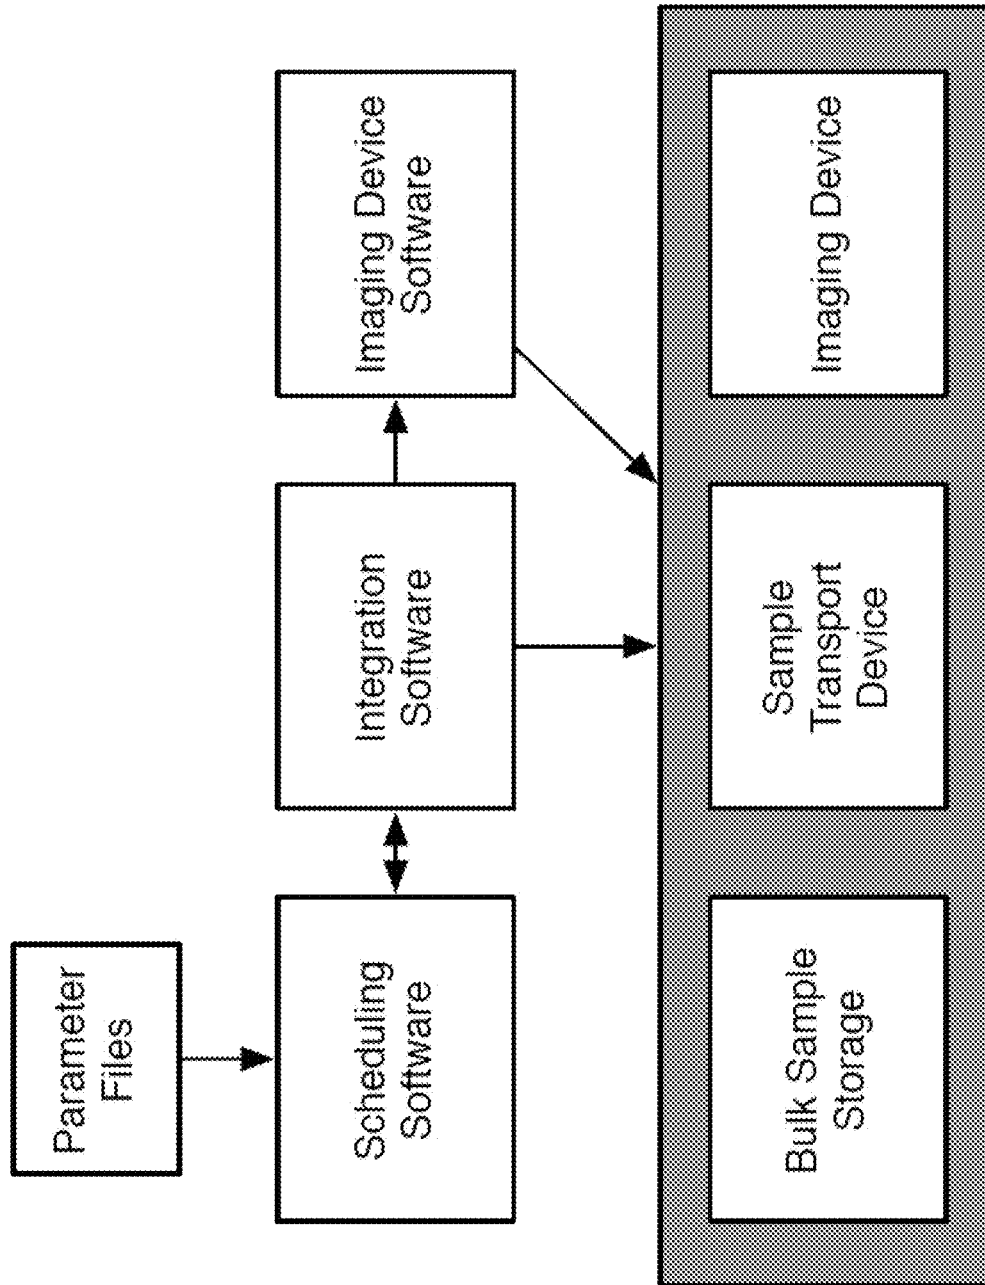 Parameter
Files
Scheduling
Software
Integration
Software
Imaging Device
Software
Bulk Sample
Storage
Sample
Transport
Device
Imaging Device